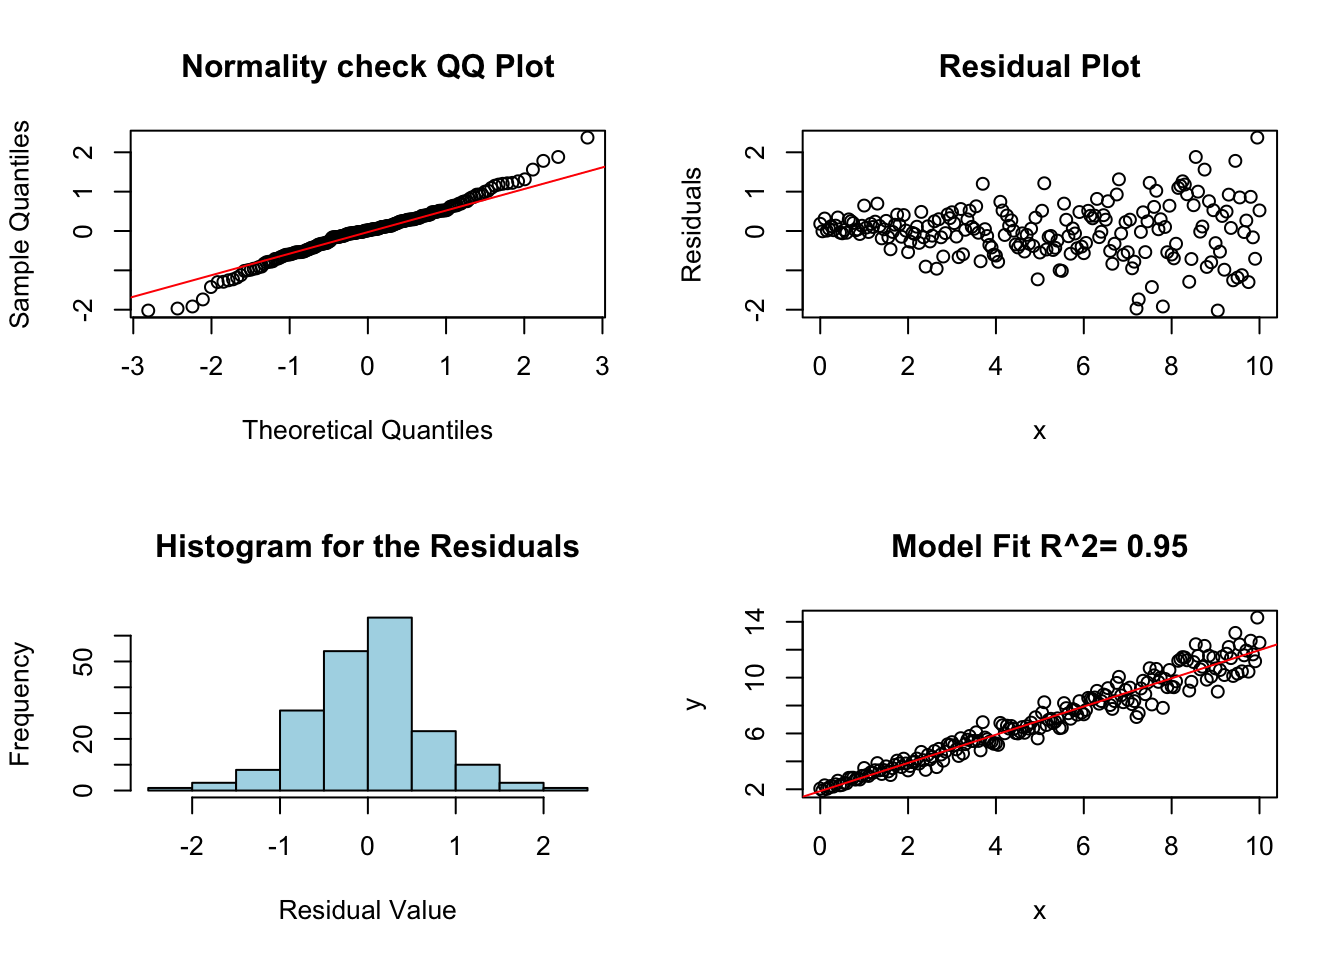 Normality check QQ Plot
Sample Quantiles
-2 0 1 2
-3 -2 -1 0 1 2 3
Theoretical Quantiles
Residual Plot
Residuals
-2 0 1 2
0 2 4 6 8 10
x
Histogram for the Residuals
Frequency
0 20 50
-2 -1 0 1 2
Residual Value
Model Fit R^2= 0.95
y
2 6 10 14
0 2 4 6 8 10
x